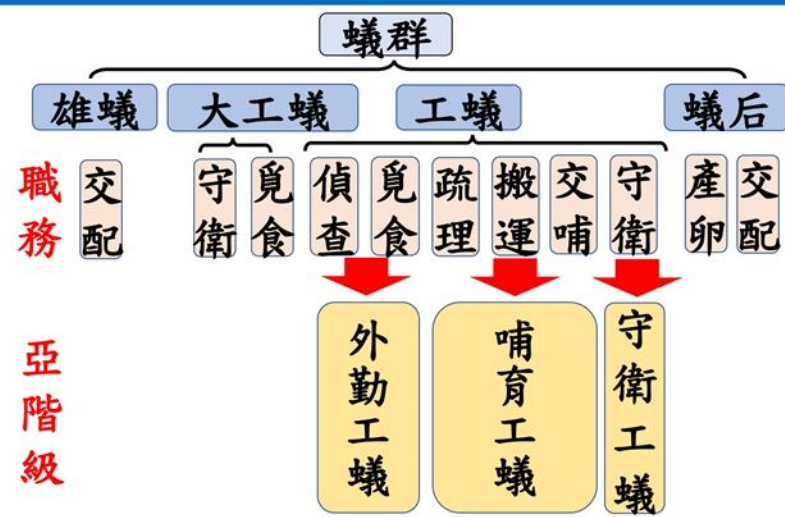 蟻群
雄蟻
大工蟻
工蟻
蟻后
職務
交配
守衛
覓食
偵查
覓食
疏理
搬運
交哺
守衛
產卵
交配
亞階級
外勤工蟻
哺育工蟻
守衛工蟻